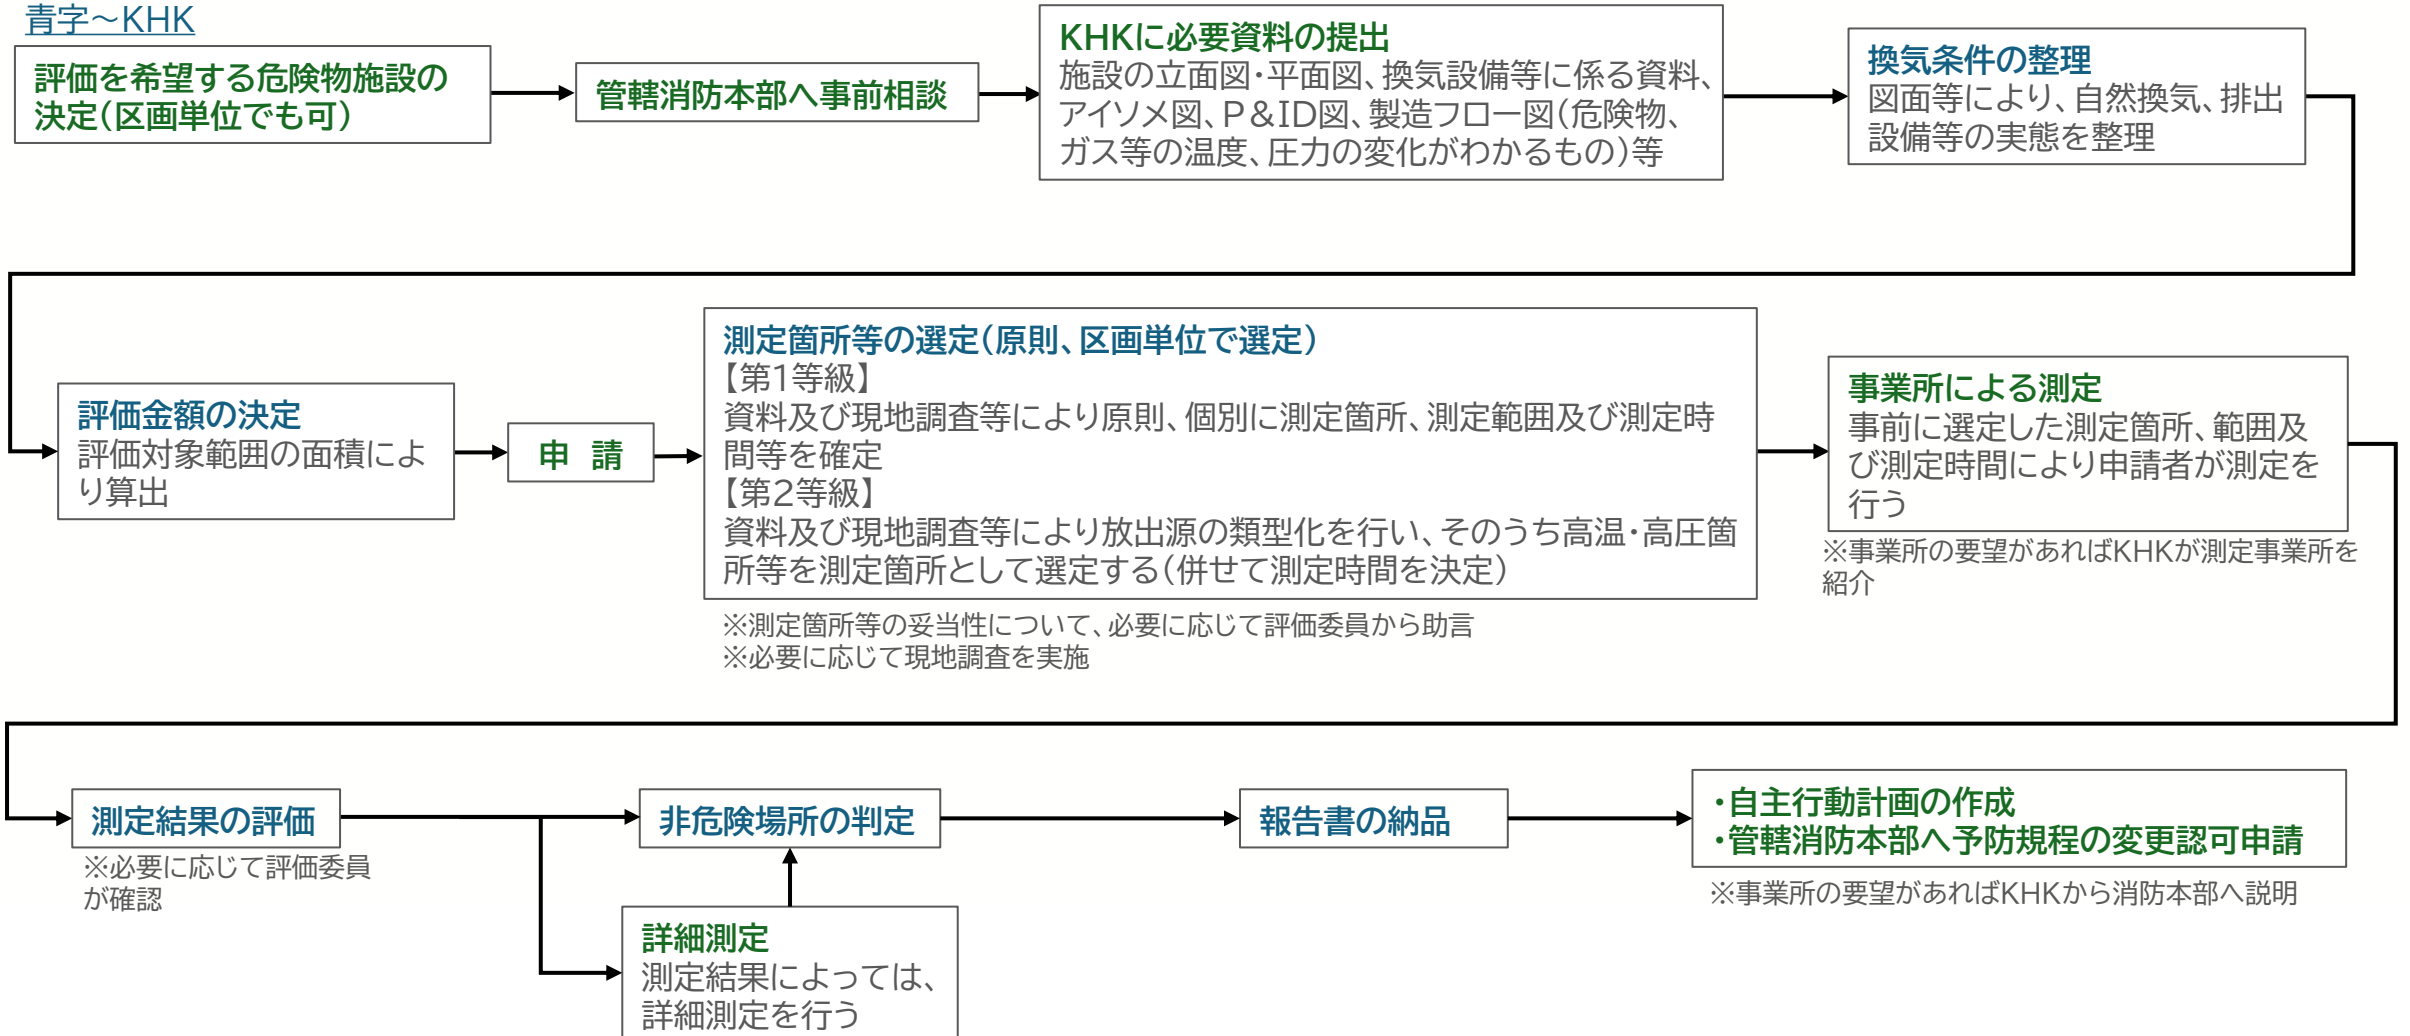 青字～KHK
評価を希望する危険物施設の
決定(区画単位でも可)
管轄消防本部へ事前相談
KHKに必要資料の提出
施設の立面図・平面図、換気設備等に係る資料、
アイソメ図、P&ID図、製造フロー図(危険物、
ガス等の温度、圧力の変化がわかるもの)等
換気条件の整理
図面等により、自然換気、排出
設備等の実態を整理
評価金額の決定
評価対象範囲の面積によ
り算出
申 請
測定箇所等の選定(原則、区画単位で選定)
【第1等級】
資料及び現地調査等により原則、個別に測定箇所、測定範囲及び測定時
間等を確定
【第2等級】
資料及び現地調査等により放出源の類型化を行い、そのうち高温・高圧箇
所等を測定箇所として選定する(併せて測定時間を決定)
※測定箇所等の妥当性について、必要に応じて評価委員から助言
※必要に応じて現地調査を実施
事業所による測定
事前に選定した測定箇所、範囲及
び測定時間により申請者が測定を
行う
※事業所の要望があればKHKが測定事業所を
紹介
測定結果の評価
※必要に応じて評価委員
が確認
非危険場所の判定
詳細測定
測定結果によっては、
詳細測定を行う
報告書の納品
・自主行動計画の作成
・管轄消防本部へ予防規程の変更認可申請
※事業所の要望があればKHKから消防本部へ説明